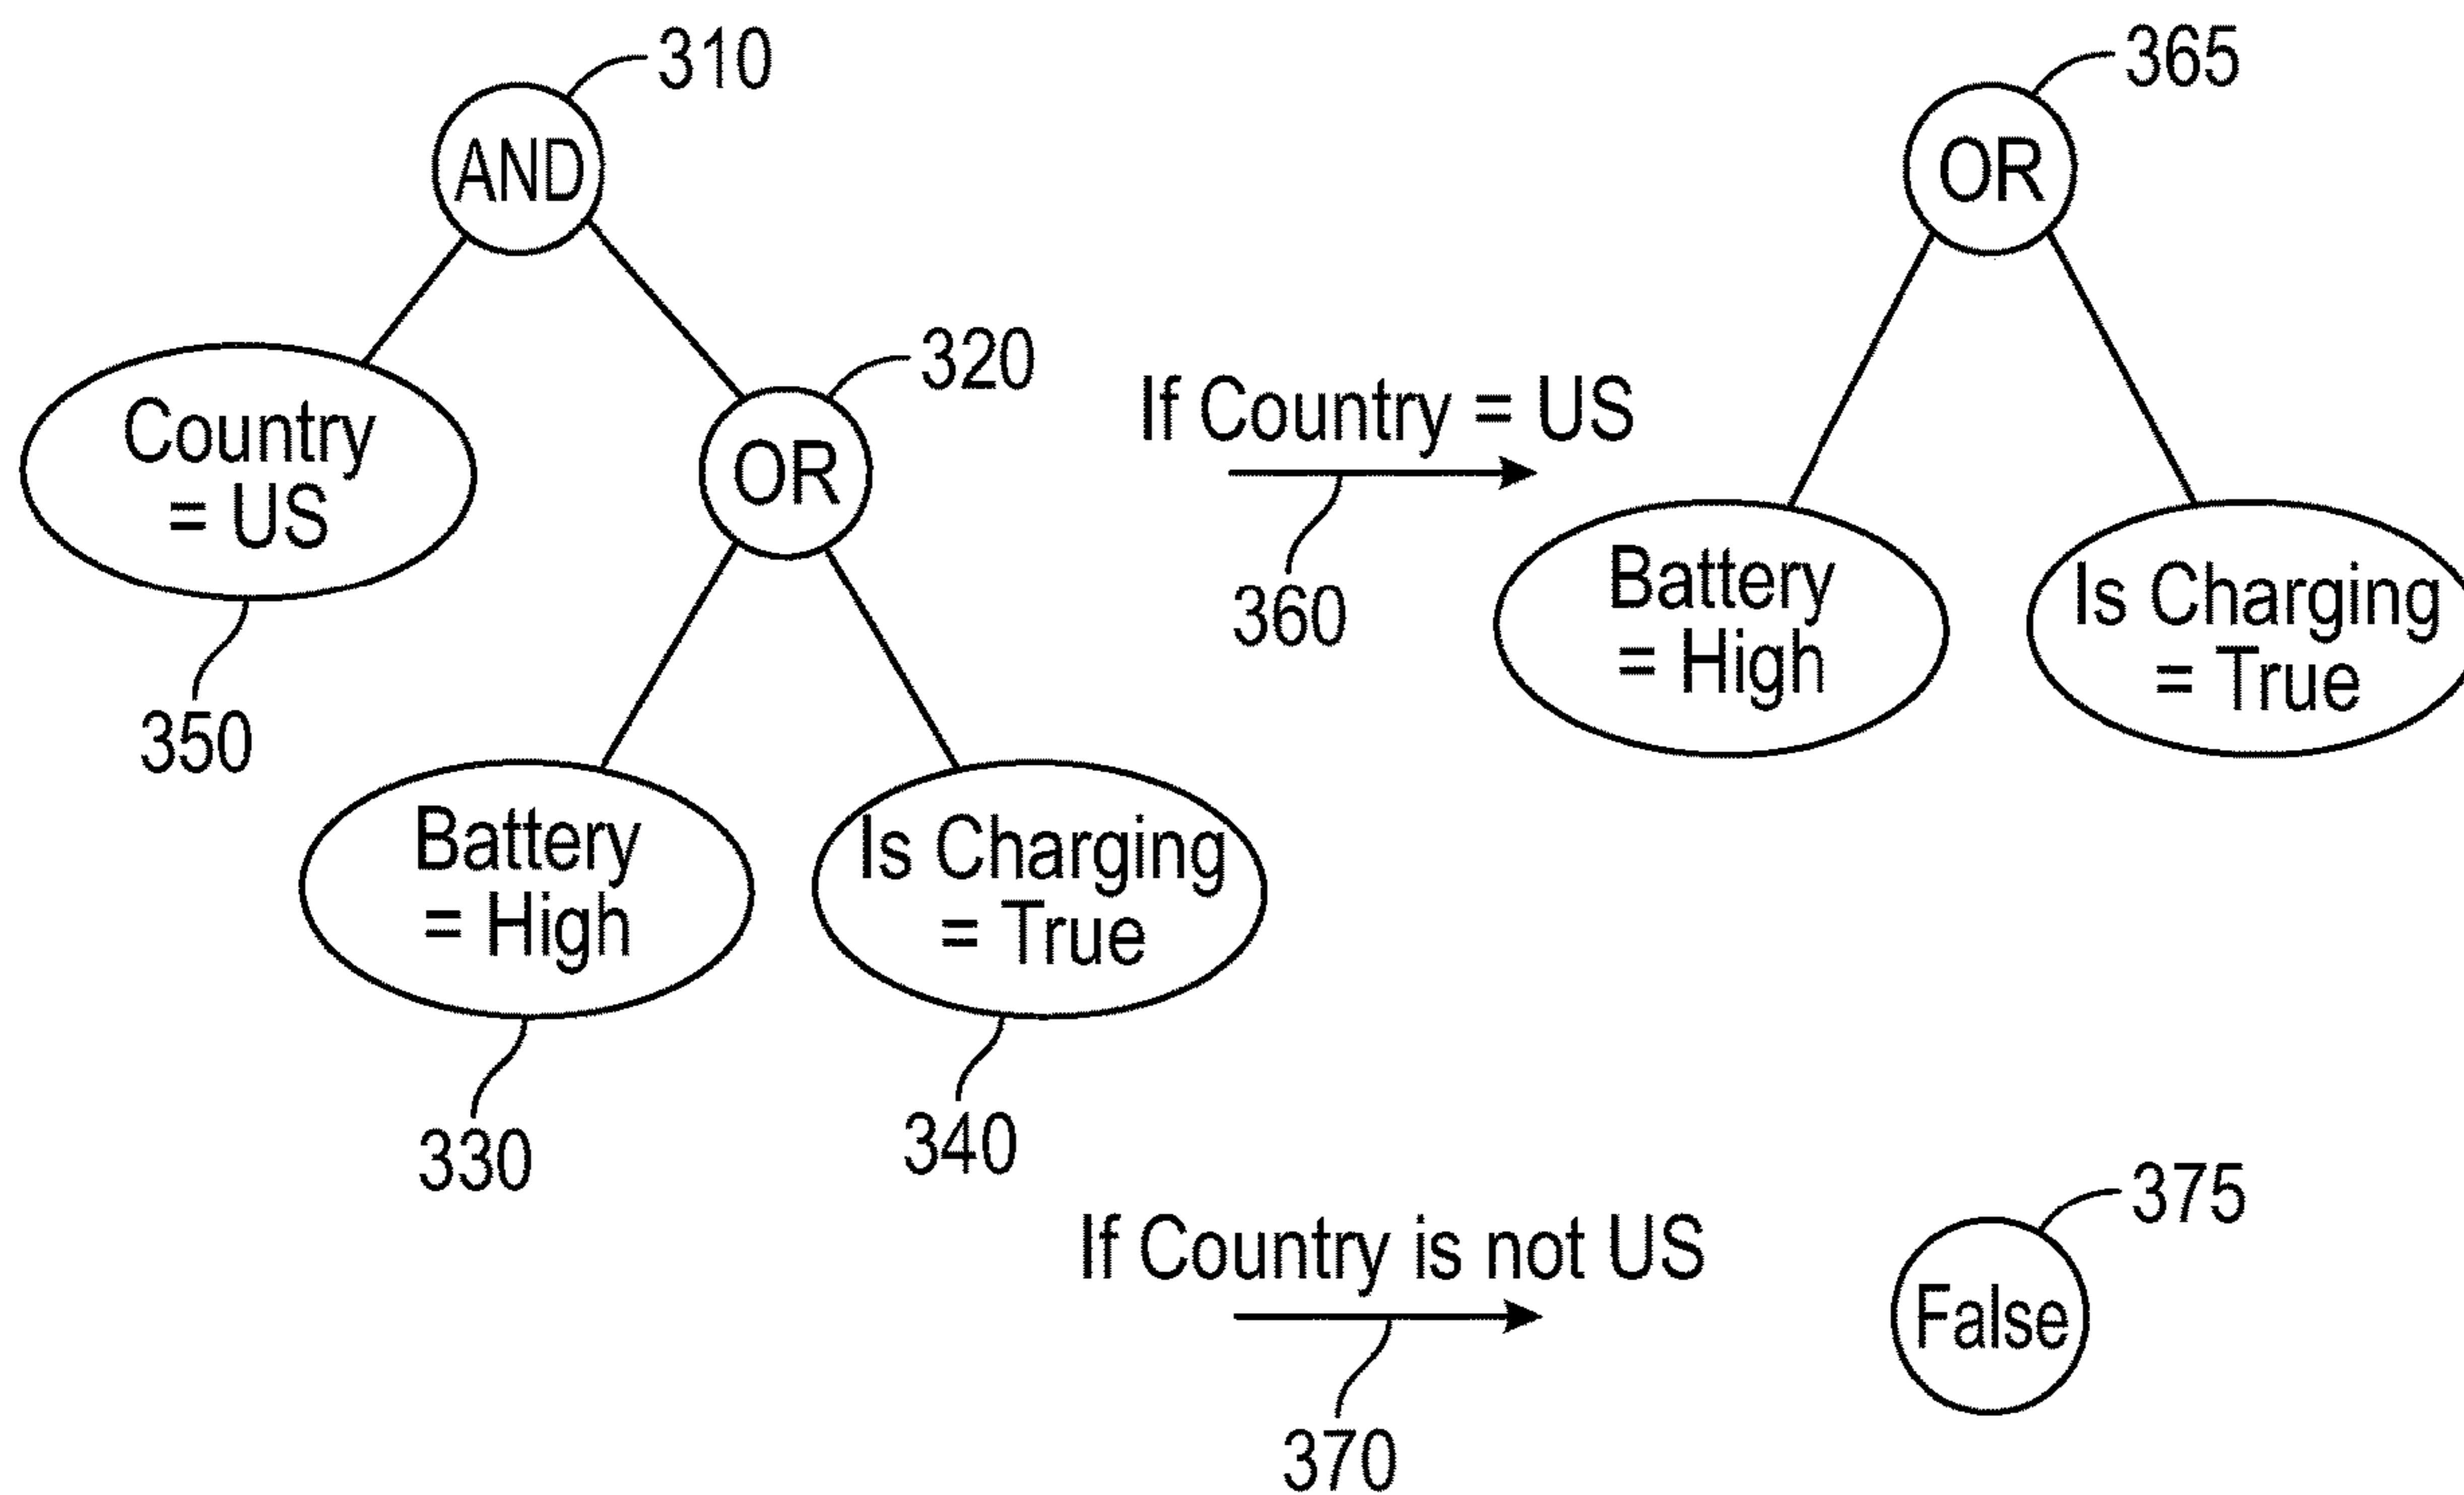 310
AND
Country
= US
350
320
OR
Battery
= High
330
Is Charging
= True
340
If Country = US
360
365
OR
Battery
= High
Is Charging
= True
If Country is not US
370
375
False